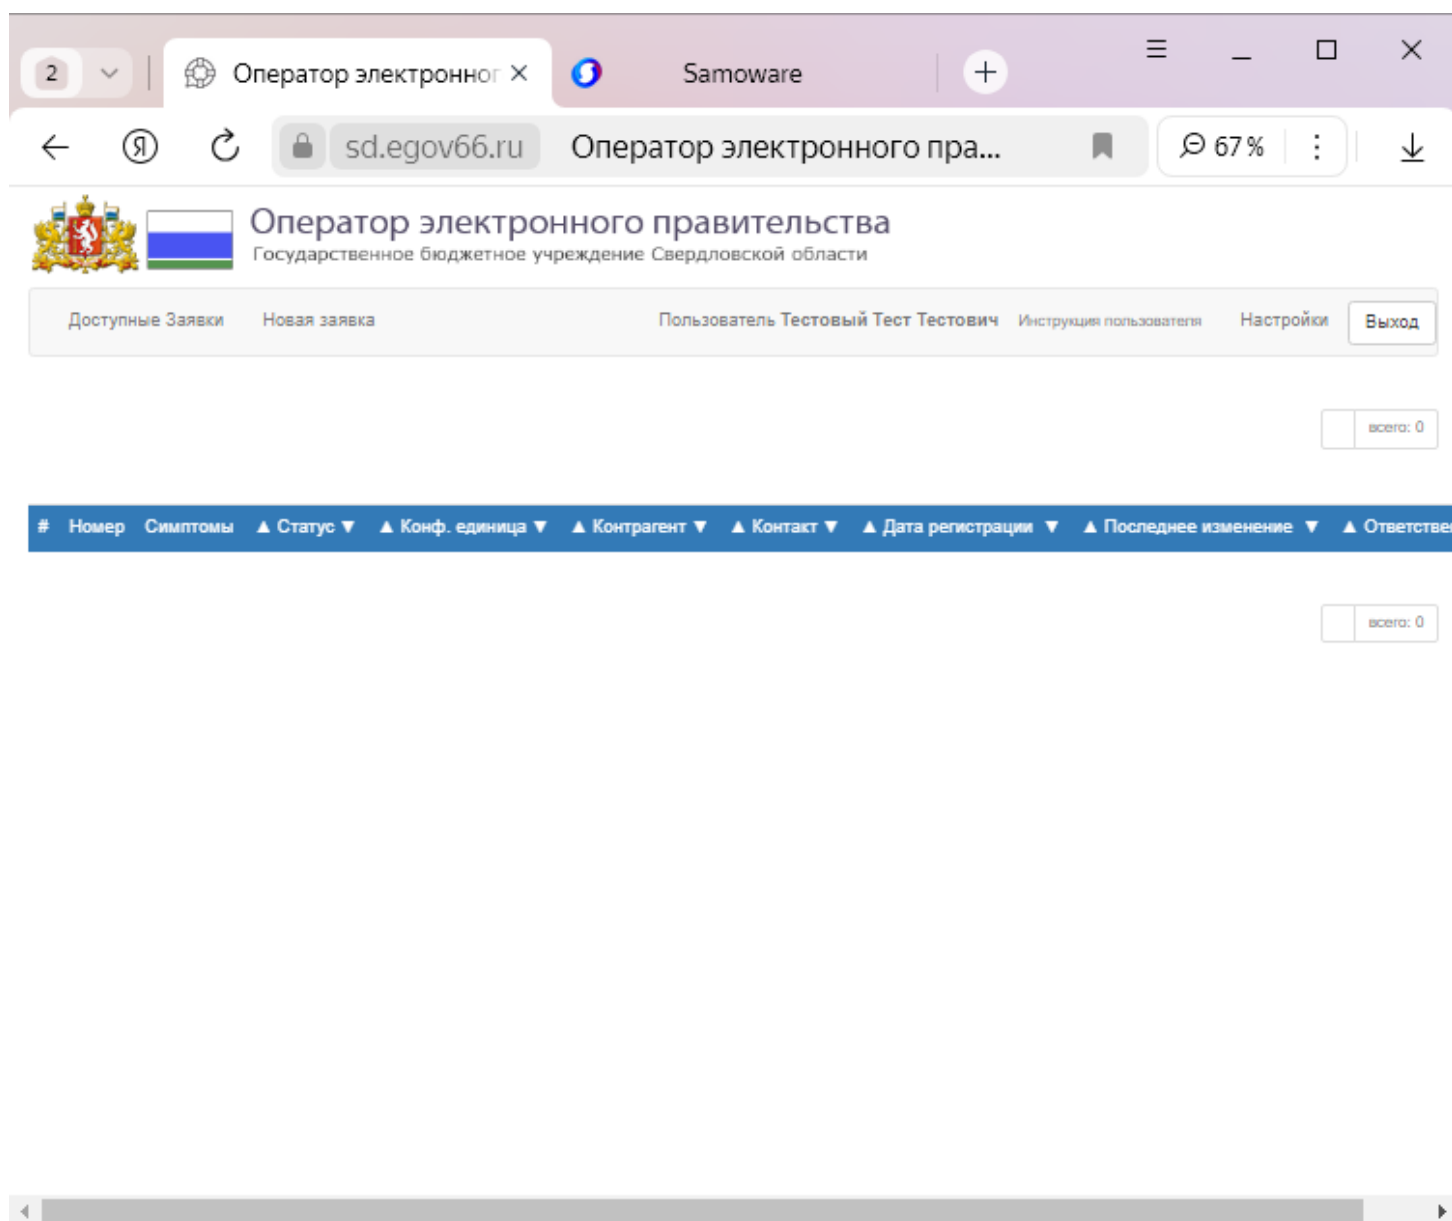 2 Оператор электронног Samoware
Я sd.egov66.ru Оператор электронного пра... 67 %
Оператор электронного правительства
Государственное бюджетное учреждение Свердловской области
Доступные Заявки Новая заявка Пользователь Тестовый Тест Тестович Инструкция пользователя Настройки Выход
всего: 0
# Номер Симптомы ▲ Статус ▼ ▲ Конф. единица ▼ ▲ Контрагент ▼ ▲ Контакт ▼ ▲ Дата регистрации ▼ ▲ Последнее изменение ▼ ▲ Ответстве
всего: 0